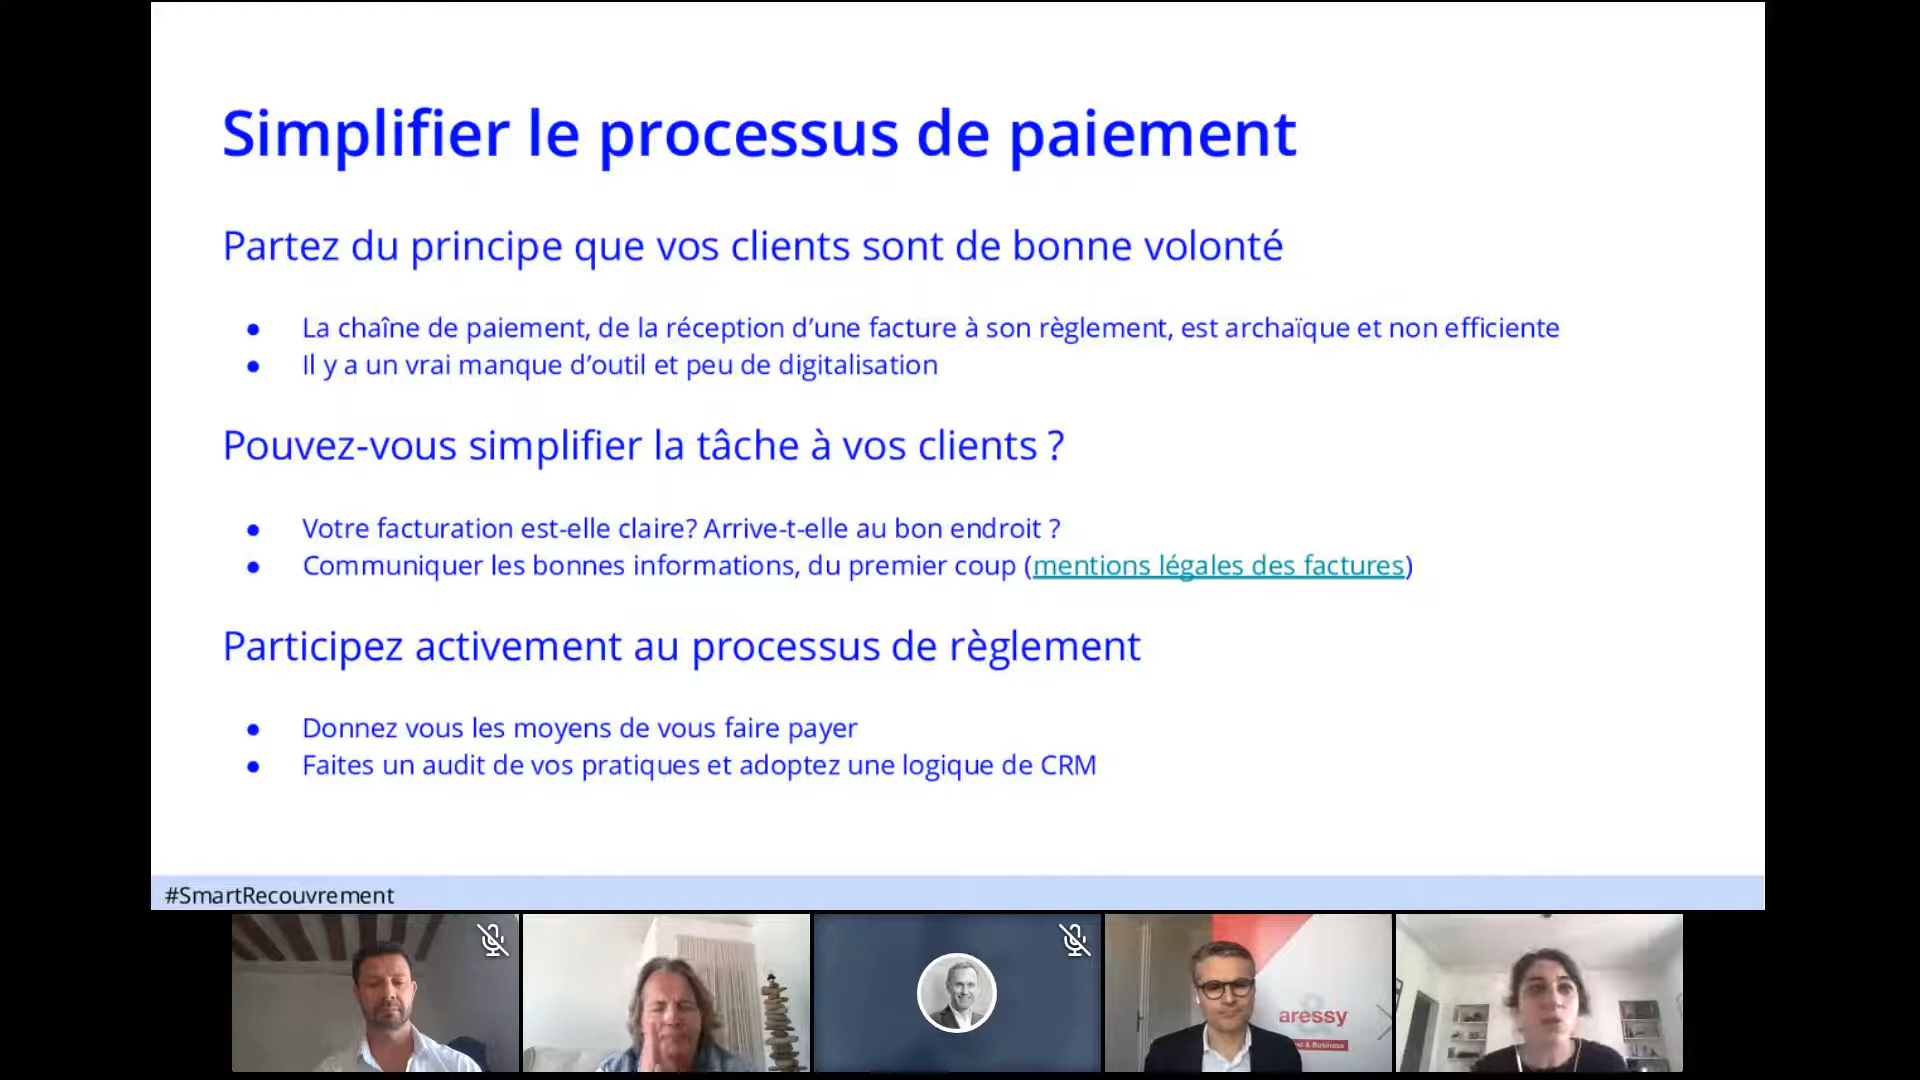 Simplifier le processus de paiement
Partez du principe que vos clients sont de bonne volonté
● La chaîne de paiement, de la réception d’une facture à son règlement, est archaïque et non efficiente
● Il y a un vrai manque d’outil et peu de digitalisation
Pouvez-vous simplifier la tâche à vos clients ?
● Votre facturation est-elle claire? Arrive-t-elle au bon endroit ?
● Communiquer les bonnes informations, du premier coup (mentions légales des factures)
Participez activement au processus de règlement
● Donnez vous les moyens de vous faire payer
● Faites un audit de vos pratiques et adoptez une logique de CRM
#SmartRecouvrement
aressy
& Business